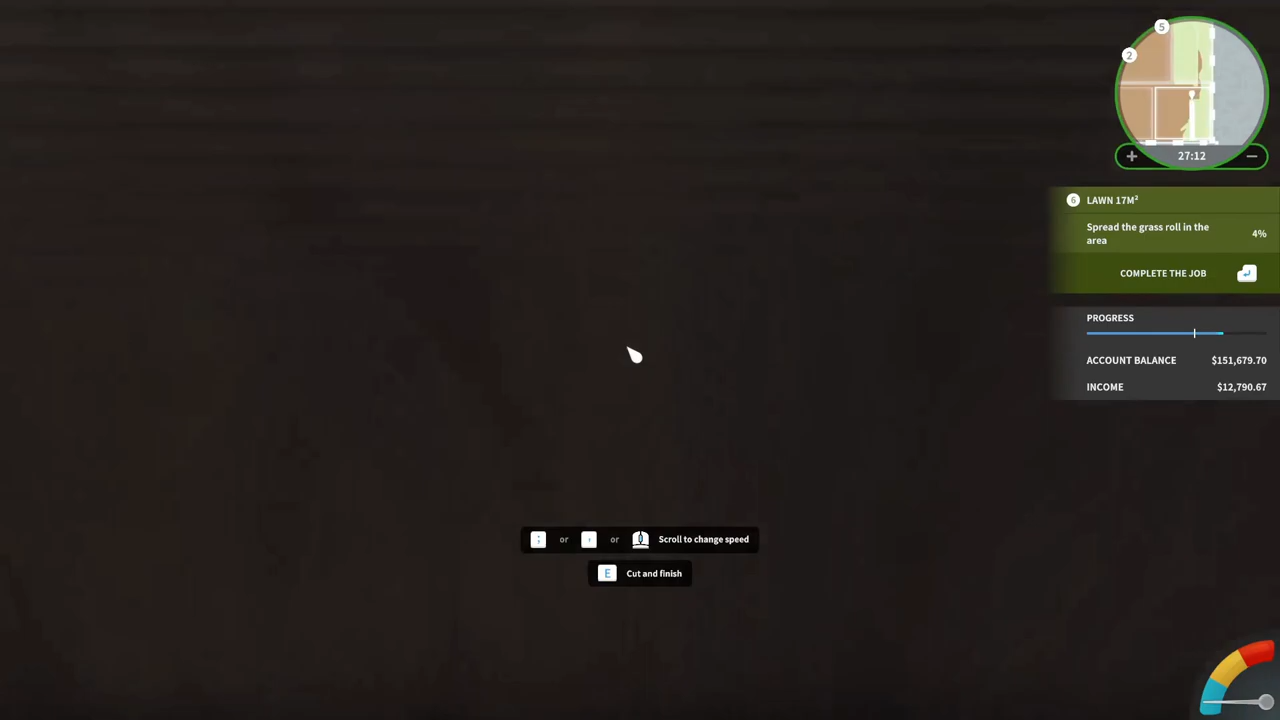 5
2
+ 27:12 −
6 LAWN 17M²
Spread the grass roll in the
area
4%
COMPLETE THE JOB
PROGRESS
ACCOUNT BALANCE $151,679.70
INCOME $12,790.67
; or , or Scroll to change speed
E Cut and finish